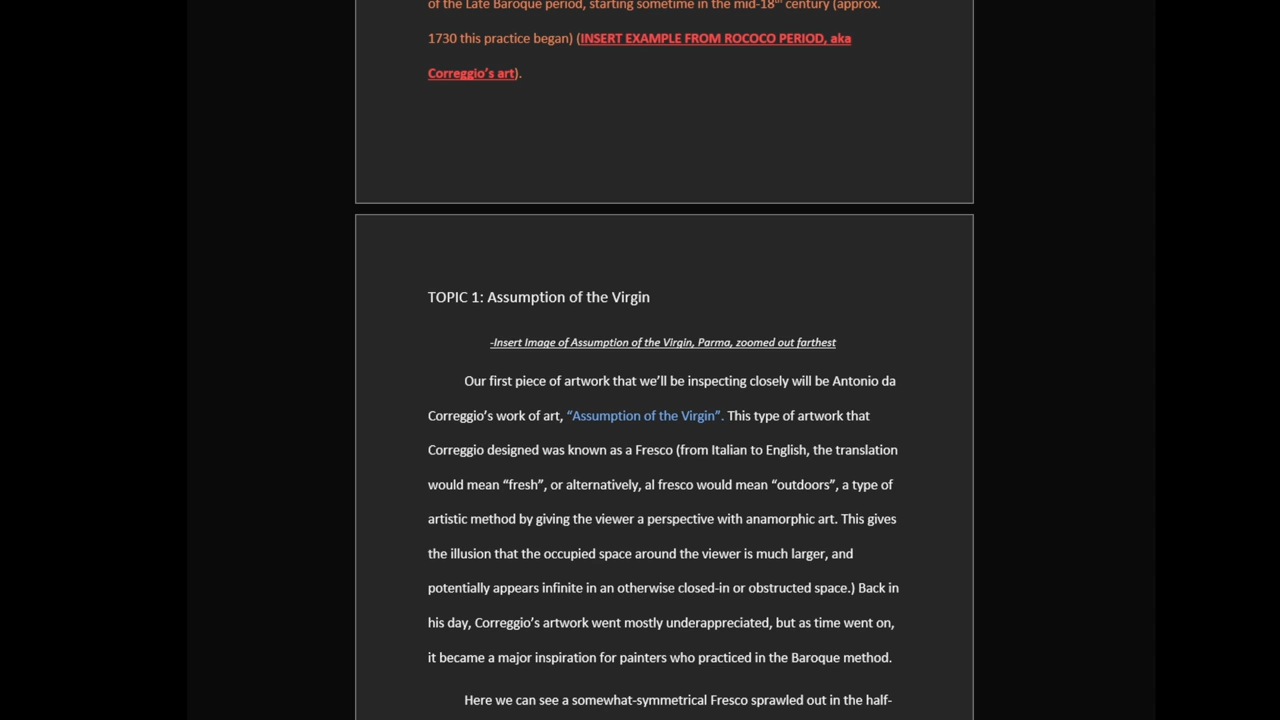 of the Late Baroque period, starting sometime in the mid-18th century (approx.
1730 this practice began) (INSERT EXAMPLE FROM ROCOCO PERIOD, aka
Correggio’s art).
TOPIC 1: Assumption of the Virgin
-Insert Image of Assumption of the Virgin, Parma, zoomed out farthest
Our first piece of artwork that we’ll be inspecting closely will be Antonio da
Correggio’s work of art, “Assumption of the Virgin”. This type of artwork that
Correggio designed was known as a Fresco (from Italian to English, the translation
would mean “fresh”, or alternatively, al fresco would mean “outdoors”, a type of
artistic method by giving the viewer a perspective with anamorphic art. This gives
the illusion that the occupied space around the viewer is much larger, and
potentially appears infinite in an otherwise closed-in or obstructed space.) Back in
his day, Correggio’s artwork went mostly underappreciated, but as time went on,
it became a major inspiration for painters who practiced in the Baroque method.
Here we can see a somewhat-symmetrical Fresco sprawled out in the half-